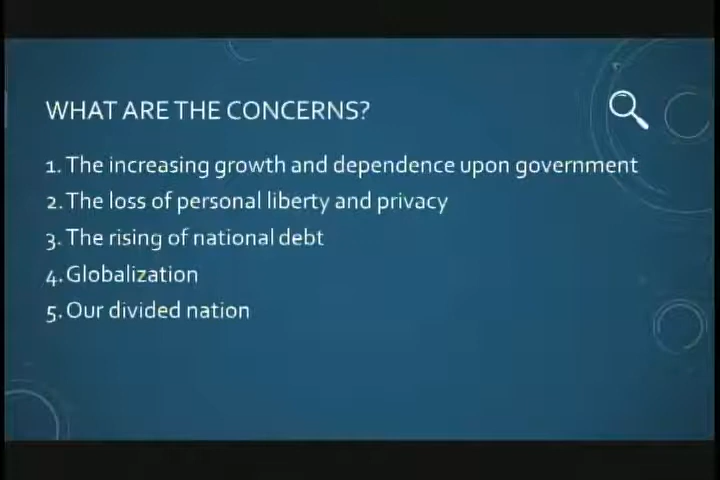 WHAT ARE THE CONCERNS?
1. The increasing growth and dependence upon government
2. The loss of personal liberty and privacy
3. The rising of national debt
4. Globalization
5. Our divided nation